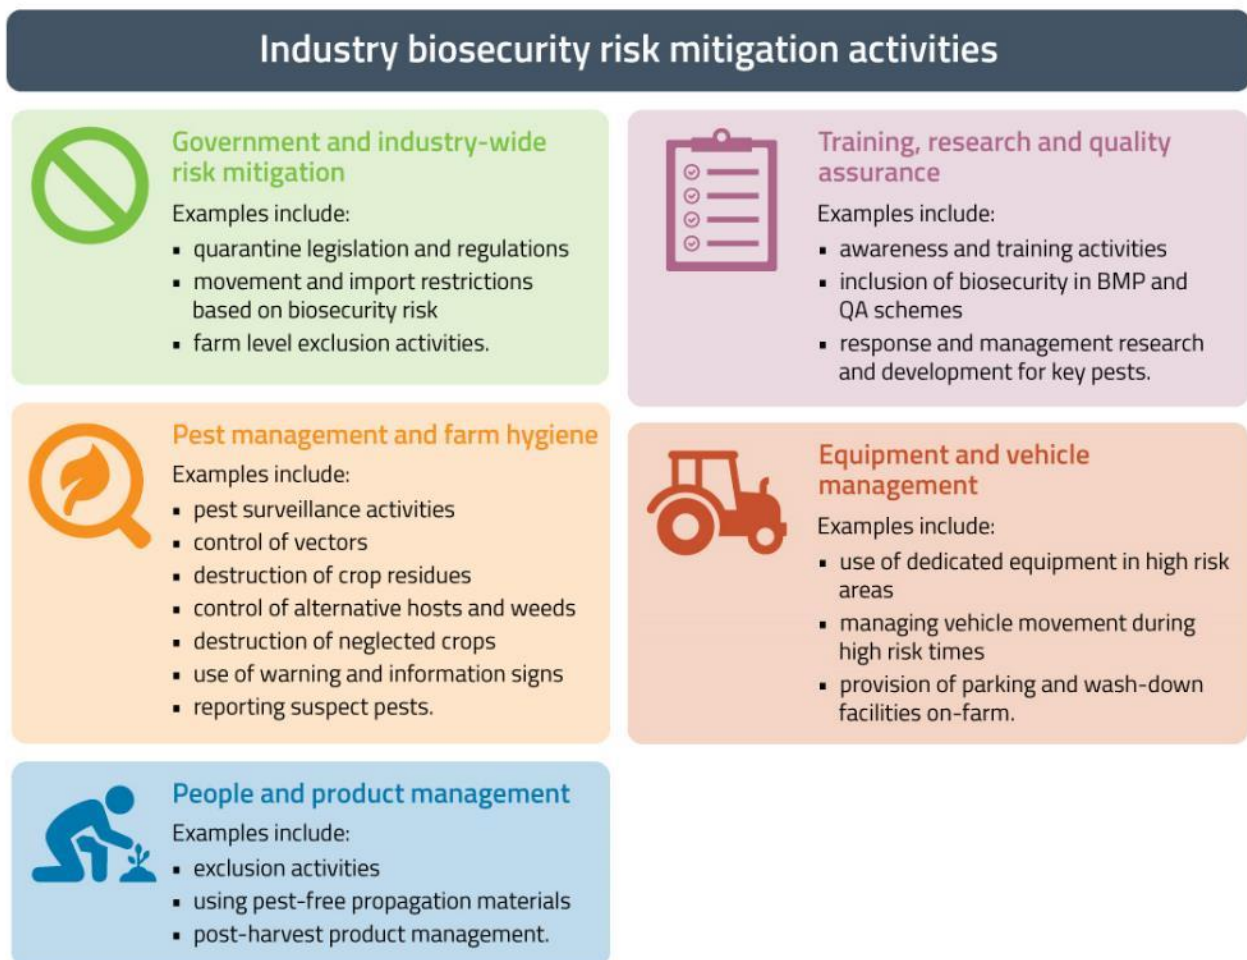 Industry biosecurity risk mitigation activities
Government and industry-wide
risk mitigation
Examples include:
▪ quarantine legislation and regulations
▪ movement and import restrictions
based on biosecurity risk
▪ farm level exclusion activities.
Pest management and farm hygiene
Examples include:
▪ pest surveillance activities
▪ control of vectors
▪ destruction of crop residues
▪ control of alternative hosts and weeds
▪ destruction of neglected crops
▪ use of warning and information signs
▪ reporting suspect pests.
People and product management
Examples include:
▪ exclusion activities
▪ using pest-free propagation materials
▪ post-harvest product management.
Training, research and quality
assurance
Examples include:
▪ awareness and training activities
▪ inclusion of biosecurity in BMP and
QA schemes
▪ response and management research
and development for key pests.
Equipment and vehicle
management
Examples include:
▪ use of dedicated equipment in high risk
areas
▪ managing vehicle movement during
high risk times
▪ provision of parking and wash-down
facilities on-farm.